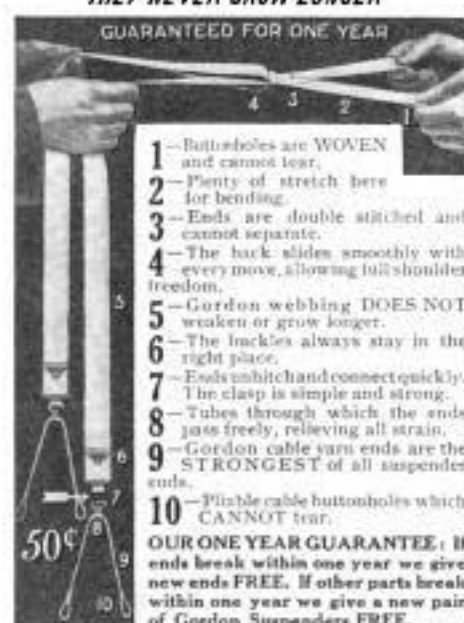 THEY NEVER GROW LONGER
GUARANTEED FOR ONE YEAR
4 3 2 1
1—Buttonholes are WOVEN
and cannot tear.
2—Plenty of stretch here
for bending.
3—Ends are double stitched and
cannot separate.
4—The back slides smoothly with
every move, allowing full shoulder
freedom.
5—Gordon webbing DOES NOT
weaken or grow longer.
6—The buckles always stay in the
right place.
7—Ends unhitch and connect quickly.
The clasp is simple and strong.
8—Tubes through which the ends
pass freely, relieving all strain.
9—Gordon cable yarn ends are the
STRONGEST of all suspender
ends.
10—Pliable cable buttonholes which
CANNOT tear.
OUR ONE YEAR GUARANTEE: If
ends break within one year we give
new ends FREE. If other parts break
within one year we give a new pair
of Gordon Suspenders FREE.
5
6
7
8
9
10
50¢